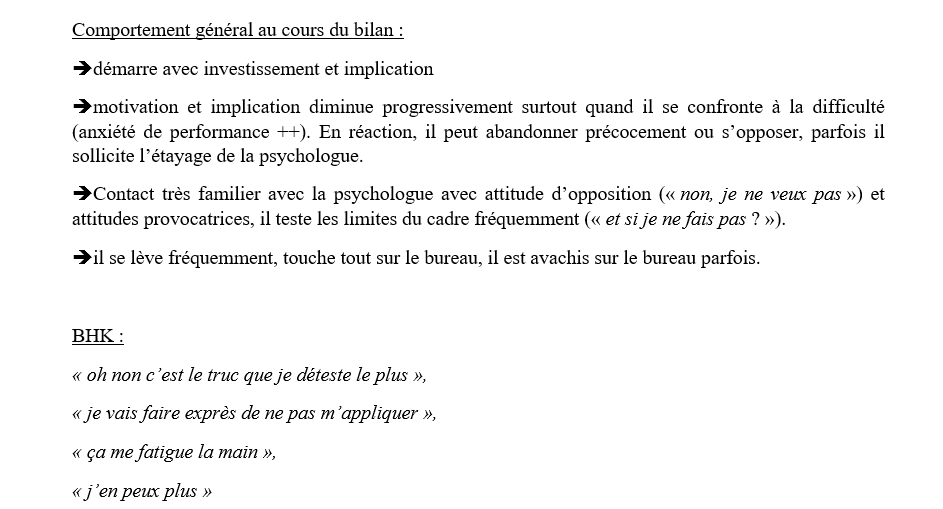 Comportement général au cours du bilan :
➔démarre avec investissement et implication
➔motivation et implication diminue progressivement surtout quand il se confronte à la difficulté
(anxiété de performance ++). En réaction, il peut abandonner précocement ou s’opposer, parfois il
sollicite l’étayage de la psychologue.
➔Contact très familier avec la psychologue avec attitude d’opposition (« non, je ne veux pas ») et
attitudes provocatrices, il teste les limites du cadre fréquemment (« et si je ne fais pas ? »).
➔il se lève fréquemment, touche tout sur le bureau, il est avachis sur le bureau parfois.
BHK :
« oh non c’est le truc que je déteste le plus »,
« je vais faire exprès de ne pas m’appliquer »,
« ça me fatigue la main »,
« j’en peux plus »